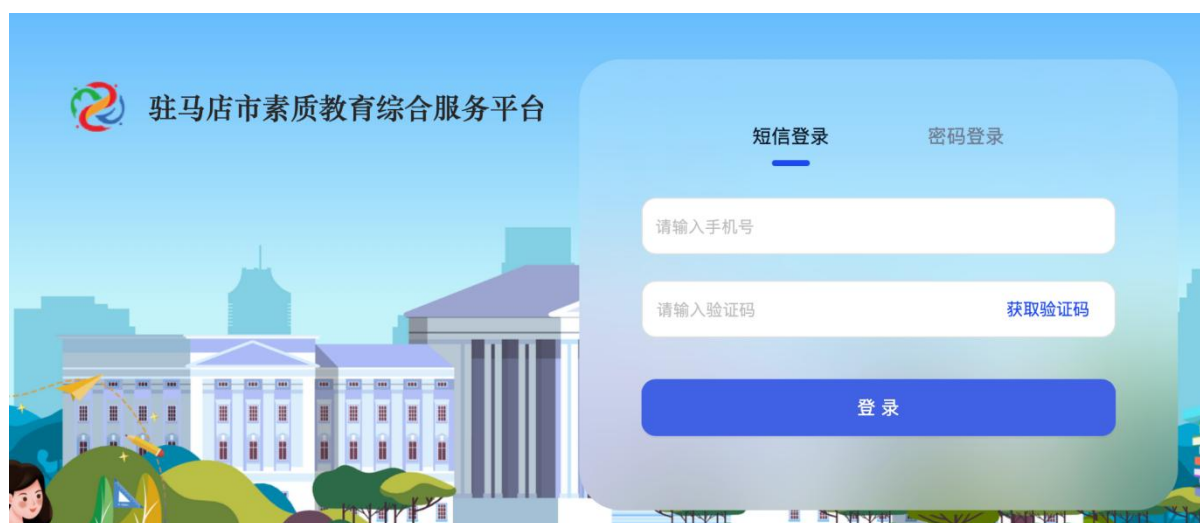 驻马店市素质教育综合服务平台
短信登录
密码登录
请输入手机号
请输入验证码
获取验证码
登录